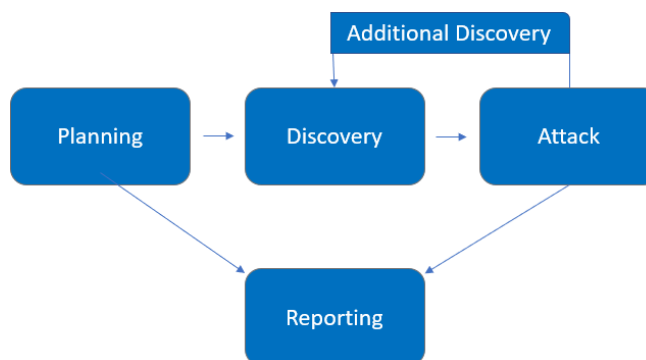 Additional Discovery
Planning
Discovery
Attack
Reporting